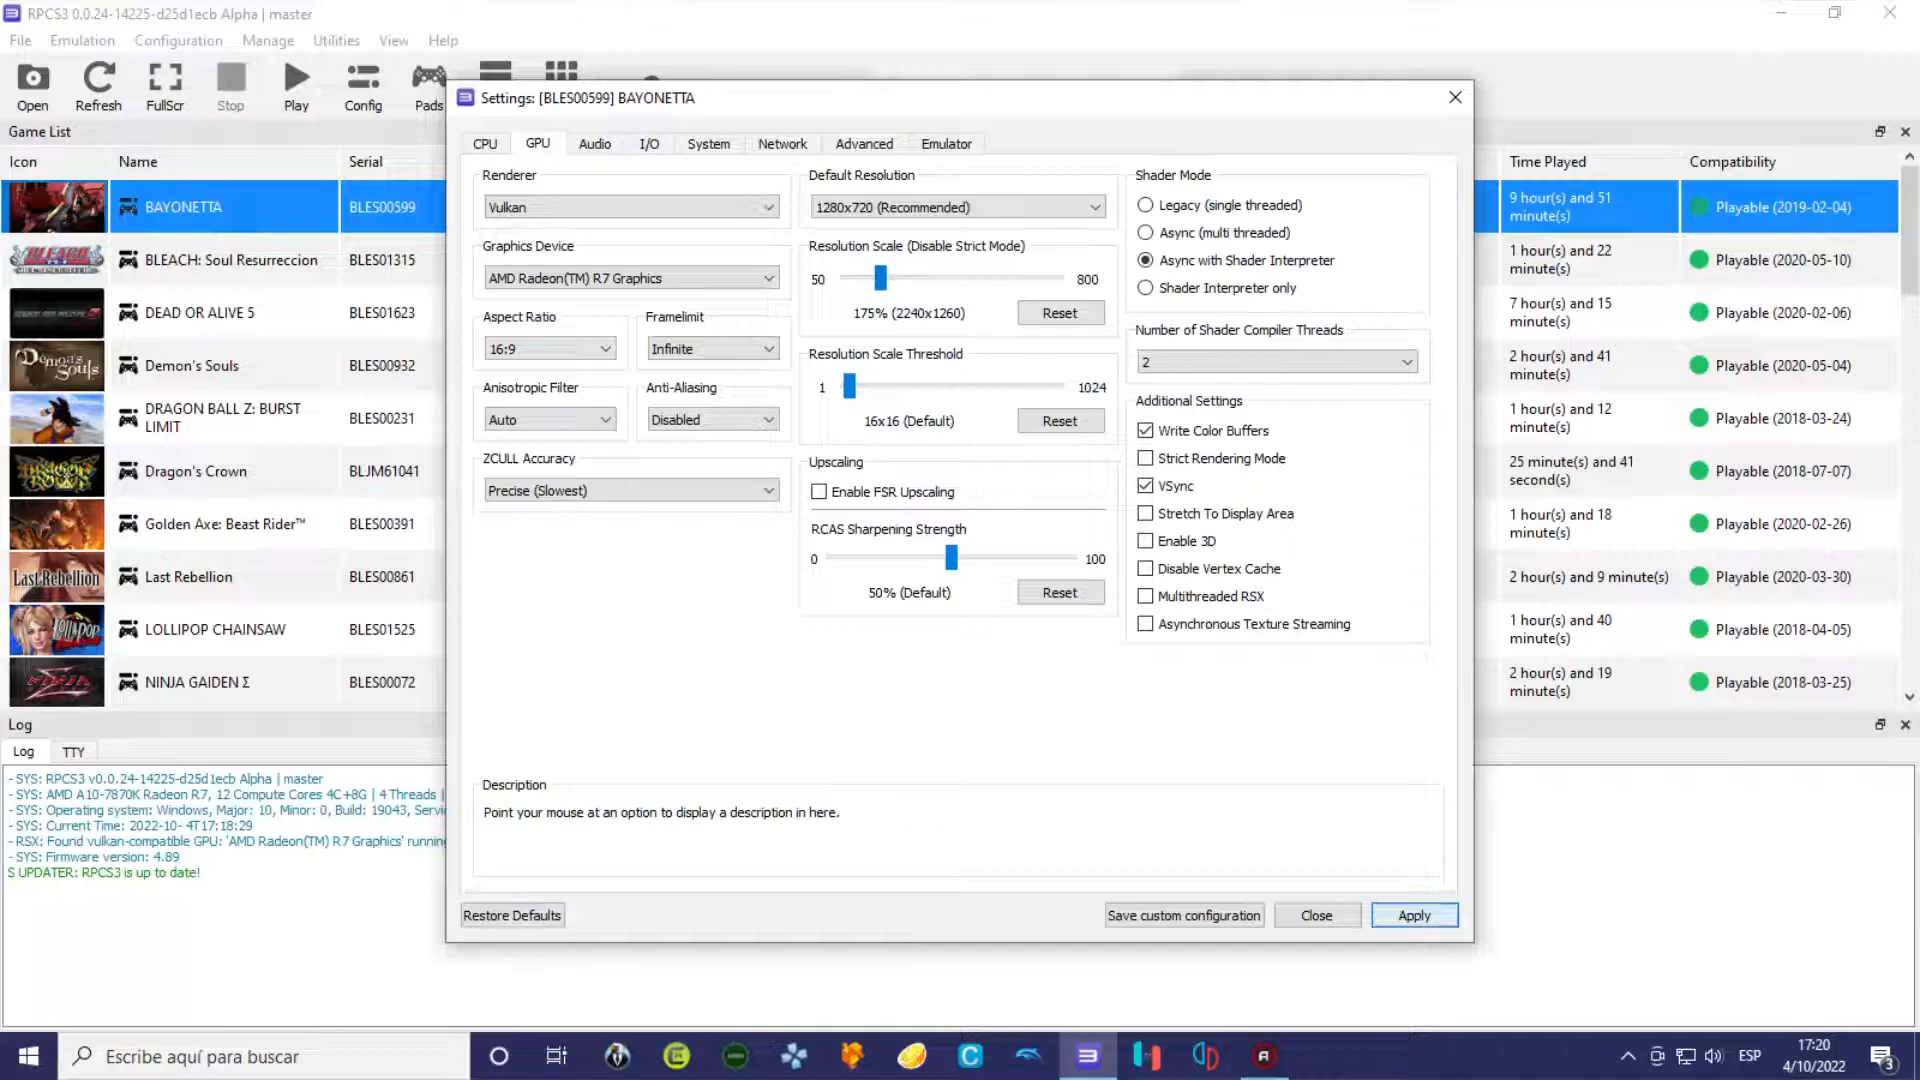 RPCS3 0.0.24-14225-d25d1ecb Alpha | master
File Emulation Configuration Manage Utilities View Help
Open Refresh FullScr Stop Play Config Pads
Game List
Icon Name Serial Time Played Compatibility
BAYONETTA BLES00599 9 hour(s) and 51 minute(s) Playable (2019-02-04)
BLEACH: Soul Resurreccion BLES01315 1 hour(s) and 22 minute(s) Playable (2020-05-10)
DEAD OR ALIVE 5 BLES01623 7 hour(s) and 15 minute(s) Playable (2020-02-06)
Demon's Souls
Demon's Souls BLES00932 2 hour(s) and 41 minute(s) Playable (2020-05-04)
DRAGON BALL Z: BURST LIMIT BLES00231 1 hour(s) and 12 minute(s) Playable (2018-03-24)
Dragon's Crown BLJM61041 25 minute(s) and 41 second(s) Playable (2018-07-07)
Golden Axe: Beast Rider™ BLES00391 1 hour(s) and 18 minute(s) Playable (2020-02-26)
LAST REBELLION
Last Rebellion BLES00861 2 hour(s) and 9 minute(s) Playable (2020-03-30)
LOLLIPOP CHAINSAW BLES01525 1 hour(s) and 40 minute(s) Playable (2018-04-05)
NINJA GAIDEN Σ BLES00072 2 hour(s) and 19 minute(s) Playable (2018-03-25)
Settings: [BLES00599] BAYONETTA
CPU GPU Audio I/O System Network Advanced Emulator
Renderer
Vulkan
Graphics Device
AMD Radeon(TM) R7 Graphics
Aspect Ratio Framelimit
16:9 Infinite
Anisotropic Filter Anti-Aliasing
Auto Disabled
ZCULL Accuracy
Precise (Slowest)
Default Resolution
1280x720 (Recommended)
Resolution Scale (Disable Strict Mode)
50 800
175% (2240x1260) Reset
Resolution Scale Threshold
1 1024
16x16 (Default) Reset
Upscaling
Enable FSR Upscaling
RCAS Sharpening Strength
0 100
50% (Default) Reset
Shader Mode
Legacy (single threaded)
Async (multi threaded)
Async with Shader Interpreter
Shader Interpreter only
Number of Shader Compiler Threads
2
Additional Settings
Write Color Buffers
Strict Rendering Mode
VSync
Stretch To Display Area
Enable 3D
Disable Vertex Cache
Multithreaded RSX
Asynchronous Texture Streaming
Description
Point your mouse at an option to display a description in here.
Restore Defaults Save custom configuration Close Apply
Log
Log TTY
- SYS: RPCS3 v0.0.24-14225-d25d1ecb Alpha | master
- SYS: AMD A10-7870K Radeon R7, 12 Compute Cores 4C+8G | 4 Threads |
- SYS: Operating system: Windows, Major: 10, Minor: 0, Build: 19043, Servi
- SYS: Current Time: 2022-10- 4T17:18:29
- RSX: Found vulkan-compatible GPU: 'AMD Radeon(TM) R7 Graphics' running
- SYS: Firmware version: 4.89
S UPDATER: RPCS3 is up to date!
Escribe aquí para buscar
ESP
17:20
4/10/2022
3